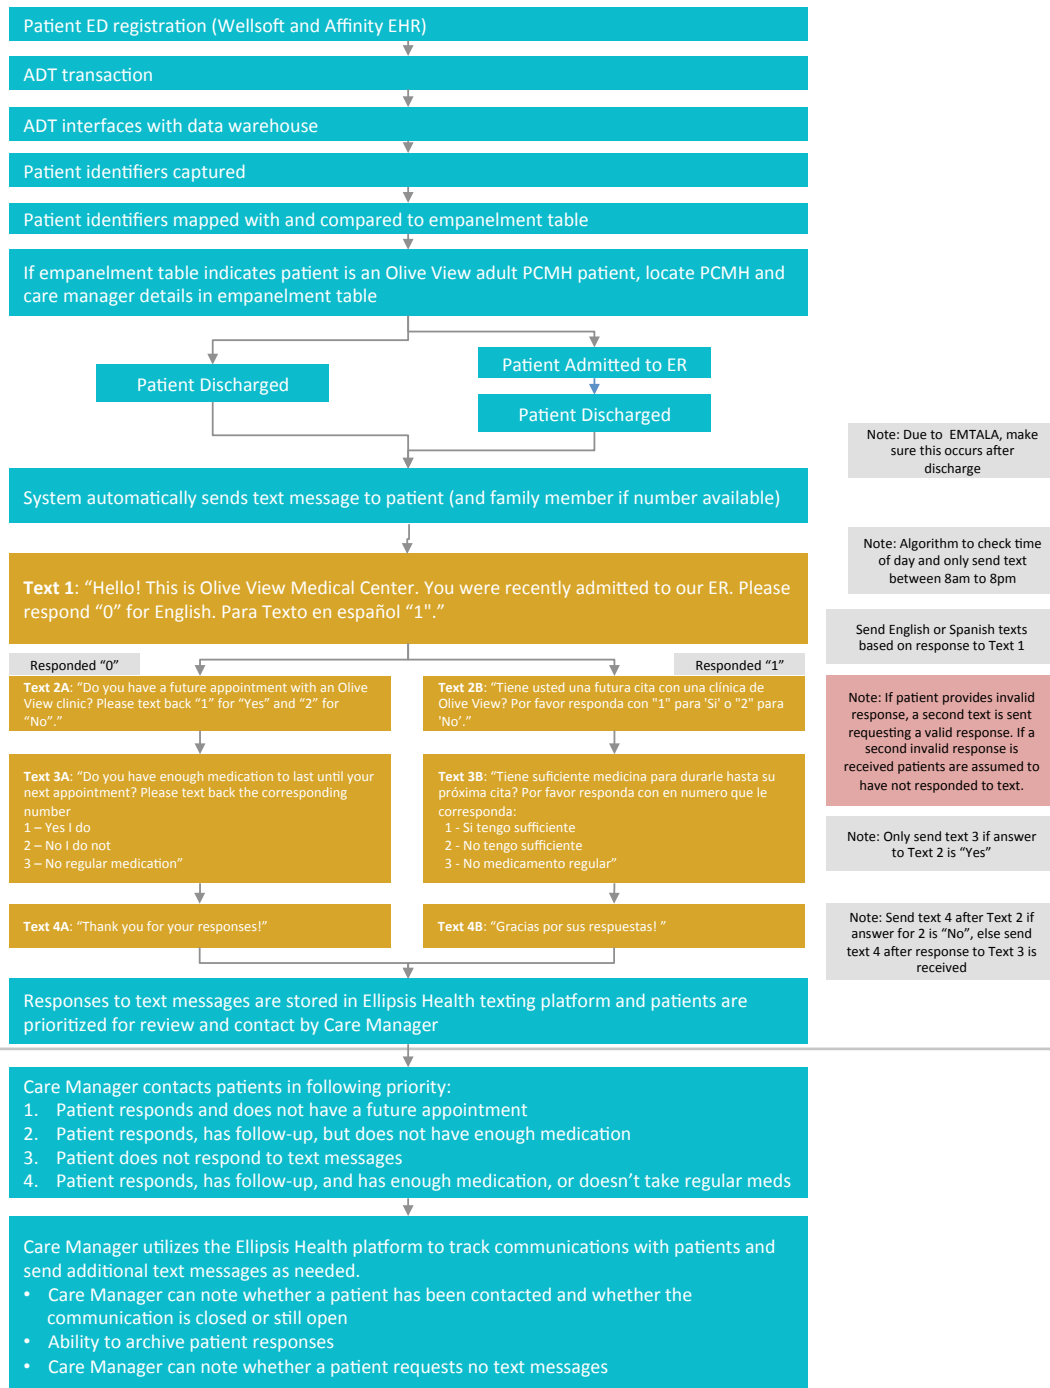 Patient ED registration (Wellsoft and Affinity EHR)
ADT transaction
ADT interfaces with data warehouse
Patient identifiers captured
Patient identifiers mapped with and compared to empanelment table
If empanelment table indicates patient is an Olive View adult PCMH patient, locate PCMH and
care manager details in empanelment table
Patient Discharged
Patient Admitted to ER
Patient Discharged
Note: Due to EMTALA, make
sure this occurs after
discharge
System automatically sends text message to patient (and family member if number available)
Note: Algorithm to check time
of day and only send text
between 8am to 8pm
Text 1: “Hello! This is Olive View Medical Center. You were recently admitted to our ER. Please
respond “0” for English. Para Texto en español “1".”
Send English or Spanish texts
based on response to Text 1
Responded “0”
Responded “1”
Text 2A: “Do you have a future appointment with an Olive
View clinic? Please text back “1” for “Yes” and “2” for
“No”.”
Text 2B: “Tiene usted una futura cita con una clínica de
Olive View? Por favor responda con "1" para 'Si' o "2" para
'No’.”
Note: If patient provides invalid
response, a second text is sent
requesting a valid response. If a
second invalid response is
received patients are assumed to
have not responded to text.
Text 3A: “Do you have enough medication to last until your
next appointment? Please text back the corresponding
number
1 – Yes I do
2 – No I do not
3 – No regular medication”
Text 3B: “Tiene suficiente medicina para durarle hasta su
próxima cita? Por favor responda con en numero que le
corresponda:
1 - Si tengo sufficiente
2 - No tengo sufficiente
3 - No medicamento regular”
Note: Only send text 3 if answer
to Text 2 is “Yes”
Text 4A: “Thank you for your responses!”
Text 4B: “Gracias por sus respuestas! ”
Note: Send text 4 after Text 2 if
answer for 2 is “No”, else send
text 4 after response to Text 3 is
received
Responses to text messages are stored in Ellipsis Health texting platform and patients are
prioritized for review and contact by Care Manager
Care Manager contacts patients in following priority:
1. Patient responds and does not have a future appointment
2. Patient responds, has follow-up, but does not have enough medication
3. Patient does not respond to text messages
4. Patient responds, has follow-up, and has enough medication, or doesn’t take regular meds
Care Manager utilizes the Ellipsis Health platform to track communications with patients and
send additional text messages as needed.
• Care Manager can note whether a patient has been contacted and whether the
communication is closed or still open
• Ability to archive patient responses
• Care Manager can note whether a patient requests no text messages